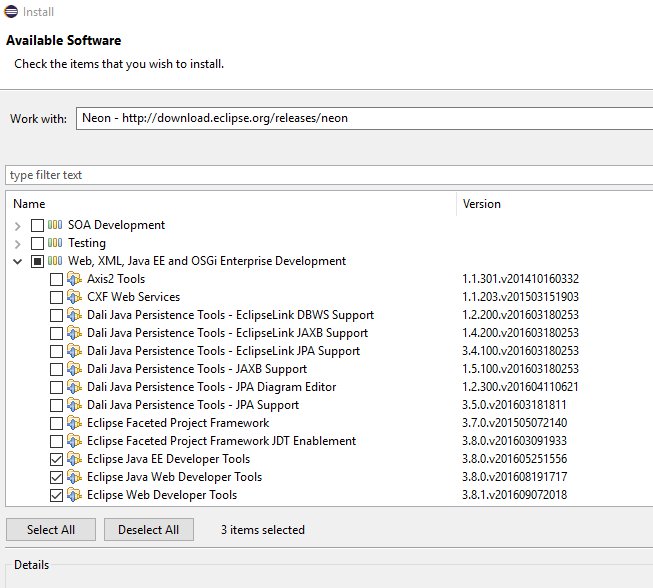 Install
Available Software
Check the items that you wish to install.
Work with: Neon - http://download.eclipse.org/releases/neon
type filter text
Name Version
SOA Development
Testing
Web, XML, Java EE and OSGi Enterprise Development
Axis2 Tools 1.1.301.v201410160332
CXF Web Services 1.1.203.v201503151903
Dali Java Persistence Tools - EclipseLink DBWS Support 1.2.200.v201603180253
Dali Java Persistence Tools - EclipseLink JAXB Support 1.4.200.v201603180253
Dali Java Persistence Tools - EclipseLink JPA Support 3.4.100.v201603180253
Dali Java Persistence Tools - JAXB Support 1.5.100.v201603180253
Dali Java Persistence Tools - JPA Diagram Editor 1.2.300.v201604110621
Dali Java Persistence Tools - JPA Support 3.5.0.v201603181811
Eclipse Faceted Project Framework 3.7.0.v201505072140
Eclipse Faceted Project Framework JDT Enablement 3.8.0.v201603091933
Eclipse Java EE Developer Tools 3.8.0.v201605251556
Eclipse Java Web Developer Tools 3.8.0.v201608191717
Eclipse Web Developer Tools 3.8.1.v201609072018
Select All Deselect All 3 items selected
Details